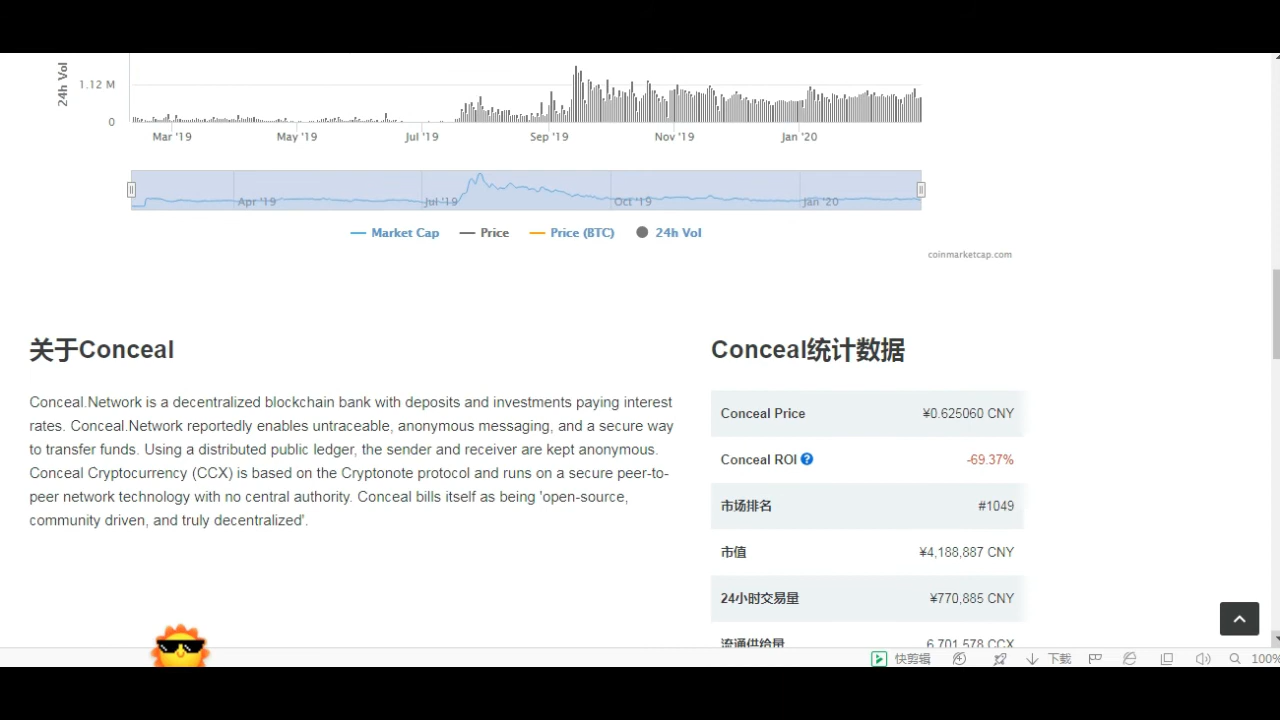 24h Vol
1.12 M
0
Mar '19 May '19 Jul '19 Sep '19 Nov '19 Jan '20
Apr '19 Jul '19 Oct '19 Jan '20
Market Cap Price Price (BTC) 24h Vol
coinmarketcap.com
关于Conceal
Conceal.Network is a decentralized blockchain bank with deposits and investments paying interest
rates. Conceal.Network reportedly enables untraceable, anonymous messaging, and a secure way
to transfer funds. Using a distributed public ledger, the sender and receiver are kept anonymous.
Conceal Cryptocurrency (CCX) is based on the Cryptonote protocol and runs on a secure peer-to-
peer network technology with no central authority. Conceal bills itself as being 'open-source,
community driven, and truly decentralized'.
Conceal统计数据
Conceal Price ¥0.625060 CNY
Conceal ROI -69.37%
市场排名 #1049
市值 ¥4,188,887 CNY
24小时交易量 ¥770,885 CNY
流通供给量 6,701,578 CCX
快剪辑 下载 100%